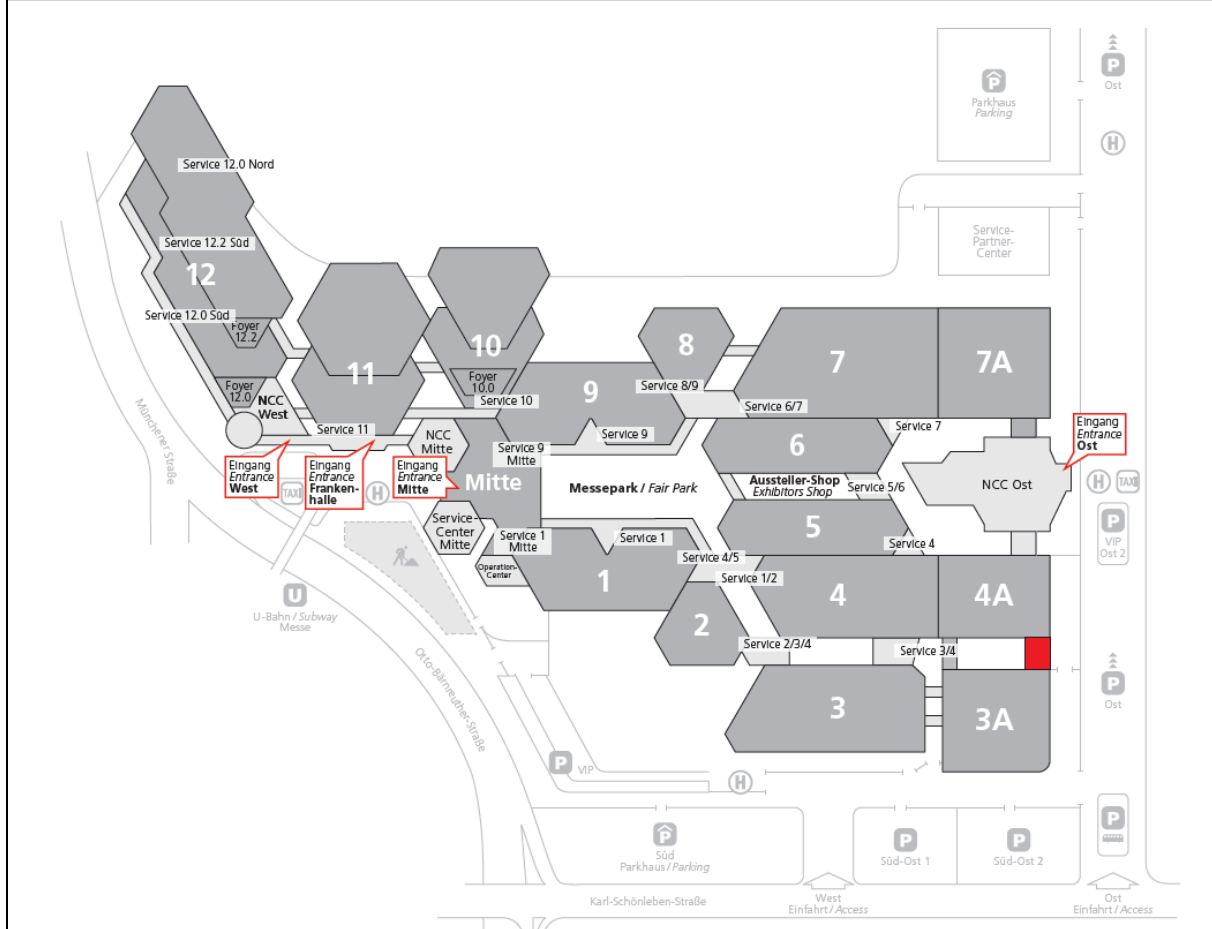 P
Ost
P
Parkhaus
Parking
H
Service 12.0 Nord
Service-
Partner-
Center
Service 12.2 Süd
12
Service 12.0 Süd
Foyer
12.2
11
10
Foyer
10.0
8
7
7A
9
Service 8/9
Foyer
12.0
NCC
West
Service 10
Service 6/7
Münchener Straße
Service 11
NCC
Mitte
Service 9
Mitte
Service 9
6
Service 7
Eingang
Entrance
Ost
Eingang
Entrance
West
Eingang
Entrance
Franken-
halle
Eingang
Entrance
Mitte
Mitte
TAXI
H
Messepark / Fair Park
Aussteller-Shop
Exhibitors Shop
Service 5/6
NCC Ost
H
TAXI
P
VIP
Ost 2
Service-
Center
Mitte
Service 1
Mitte
Service 1
5
Service 4
Service 4/5
Operation-
Center
Service 1/2
1
4
4A
U
U-Bahn / Subway
Messe
2
Service 2/3/4
Service 3/4
Otto-Bärnreuther-Straße
3
3A
P
Ost
P
VIP
H
P
Süd
Parkhaus / Parking
P
Süd-Ost 1
P
Süd-Ost 2
P
Karl-Schönleben-Straße
West
Einfahrt / Access
Ost
Einfahrt / Access